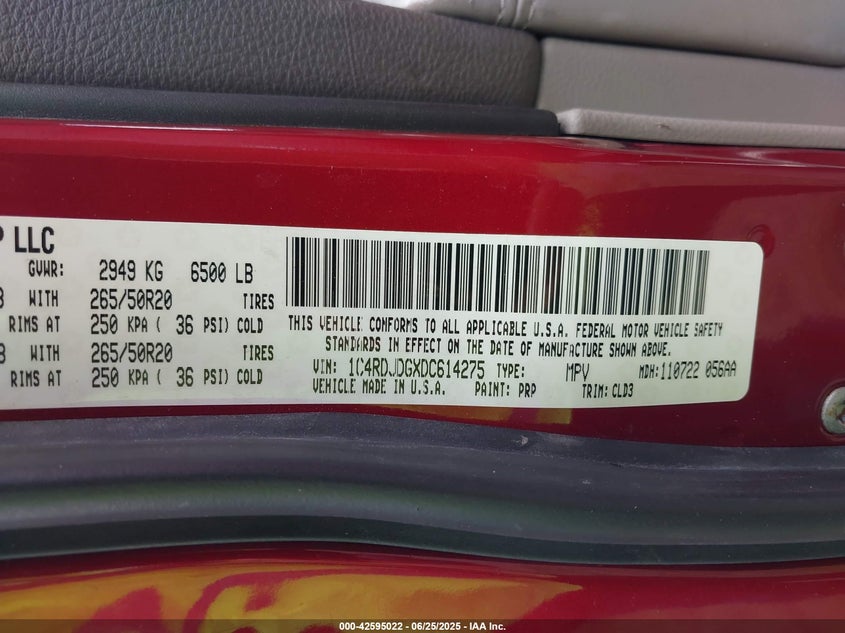 P LLC
GVWR: 2949 KG 6500 LB
WITH 265/50R20 TIRES
RIMS AT 250 KPA ( 36 PSI) COLD
WITH 265/50R20 TIRES
RIMS AT 250 KPA ( 36 PSI) COLD
THIS VEHICLE CONFORMS TO ALL APPLICABLE U.S.A. FEDERAL MOTOR VEHICLE SAFETY
STANDARDS IN EFFECT ON THE DATE OF MANUFACTURE SHOWN ABOVE.
VIN: 1C4RDJDGXDC614275 TYPE: MPV MDH:110722 056AA
VEHICLE MADE IN U.S.A. PAINT: PRP TRIM: CLD3
000-42595022 / 06/25/2025 - IAA Inc.